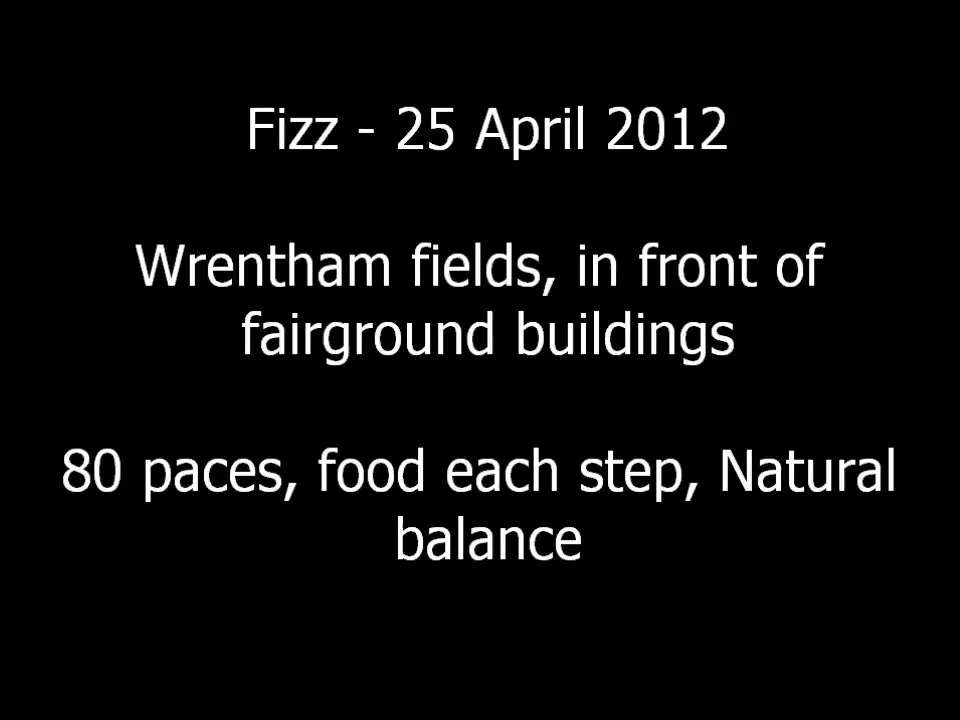 Fizz - 25 April 2012
Wrentham fields, in front of
fairground buildings
80 paces, food each step, Natural
balance